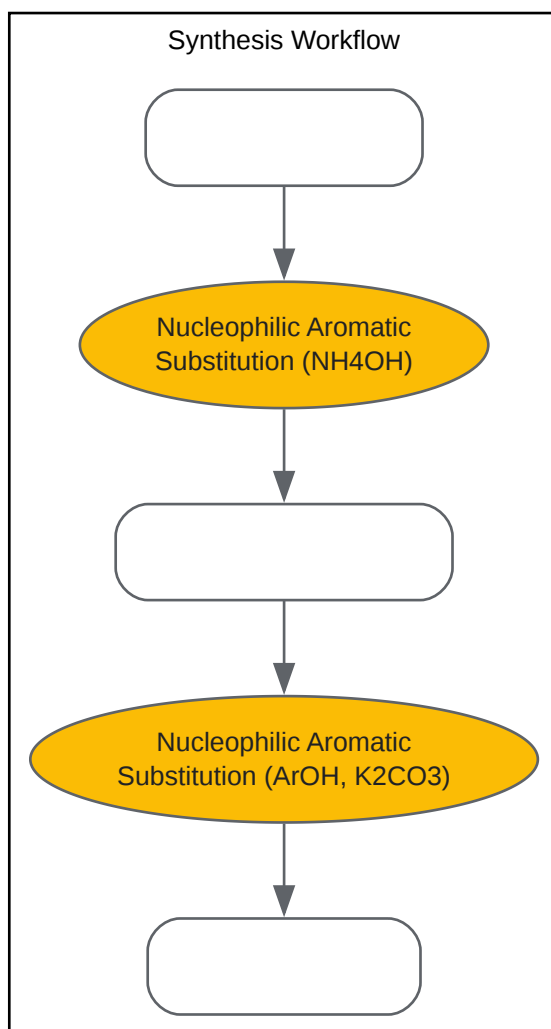 Synthesis Workflow
Nucleophilic Aromatic
Substitution (NH4OH)
Nucleophilic Aromatic
Substitution (ArOH, K2CO3)